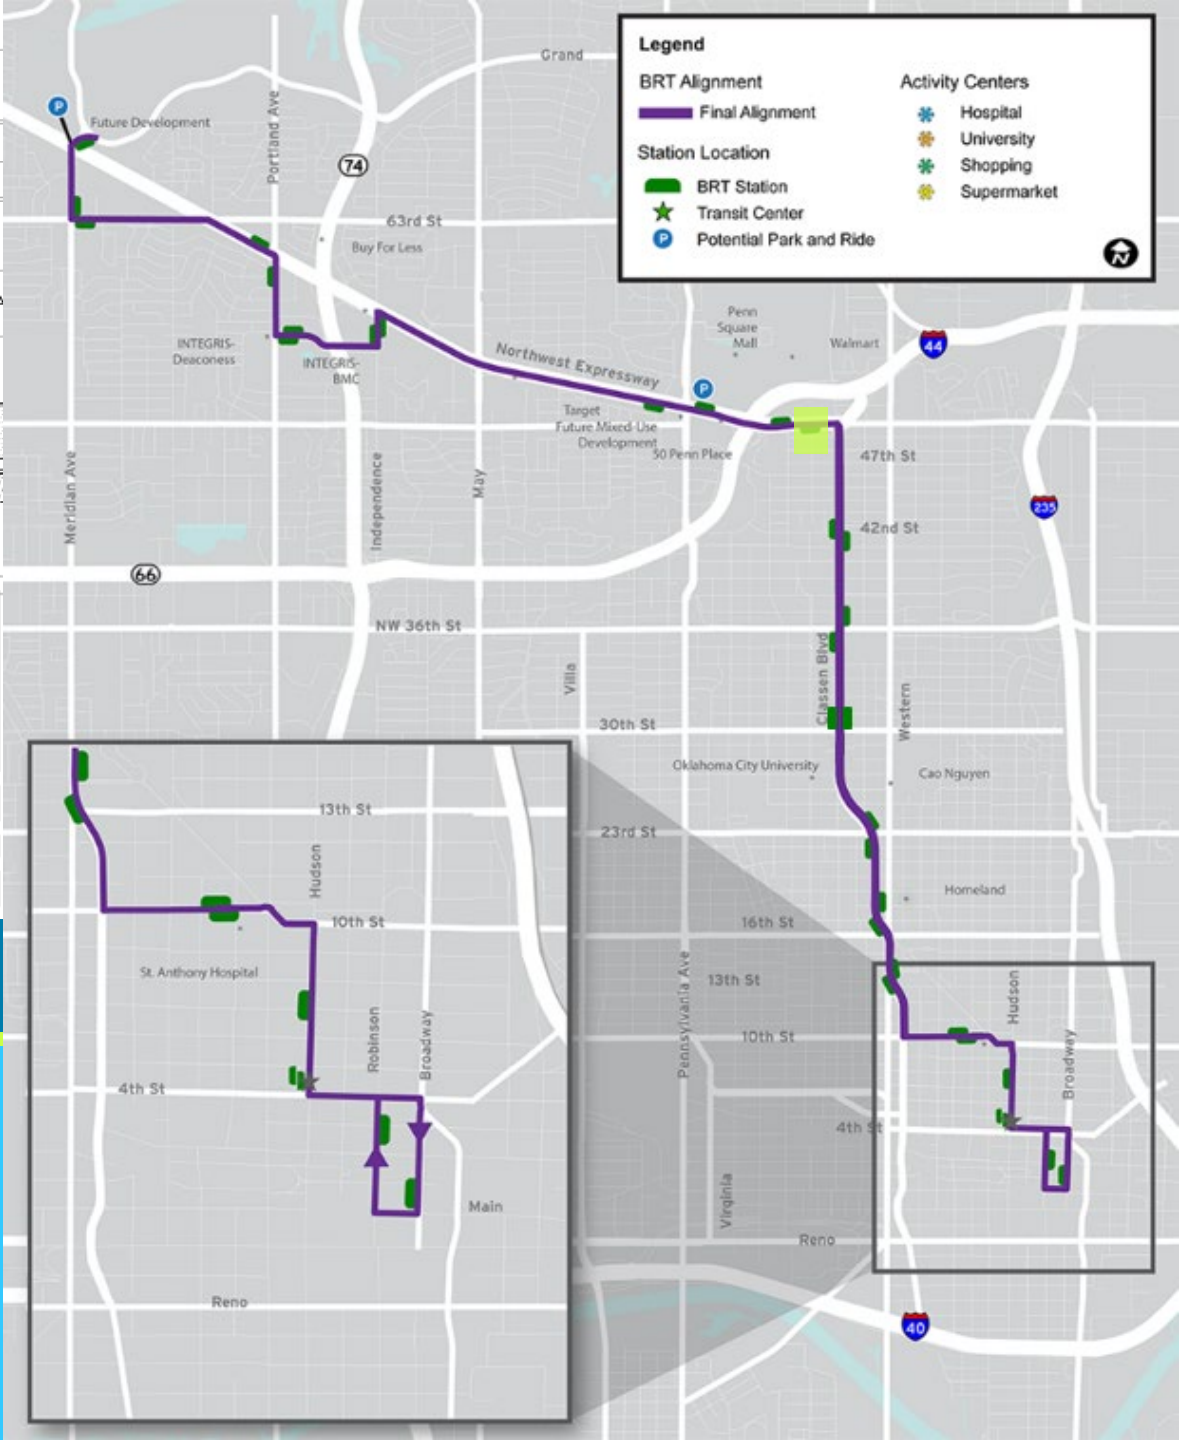 Legend
BRT Alignment
Final Alignment
Station Location
BRT Station
Transit Center
P
Potential Park and Ride
Activity Centers
Hospital
University
Shopping
Supermarket
N
Grand
P
Future Development
Portland Ave
74
63rd St
Buy For Less
INTEGRIS-
Deaconess
INTEGRIS-
BMC
Northwest Expressway
Penn
Square
Mall
Walmart
44
P
Target
Future Mixed-Use
Development
50 Penn Place
47th St
Meridian Ave
Independence
May
42nd St
235
66
NW 36th St
Villa
Classen Blvd
Western
30th St
Oklahoma City University
Cao Nguyen
23rd St
Homeland
16th St
Pennsylvania Ave
13th St
Hudson
10th St
Broadway
4th St
Virginia
Reno
40
13th St
Hudson
10th St
St. Anthony Hospital
Robinson
Broadway
4th St
Main
Reno